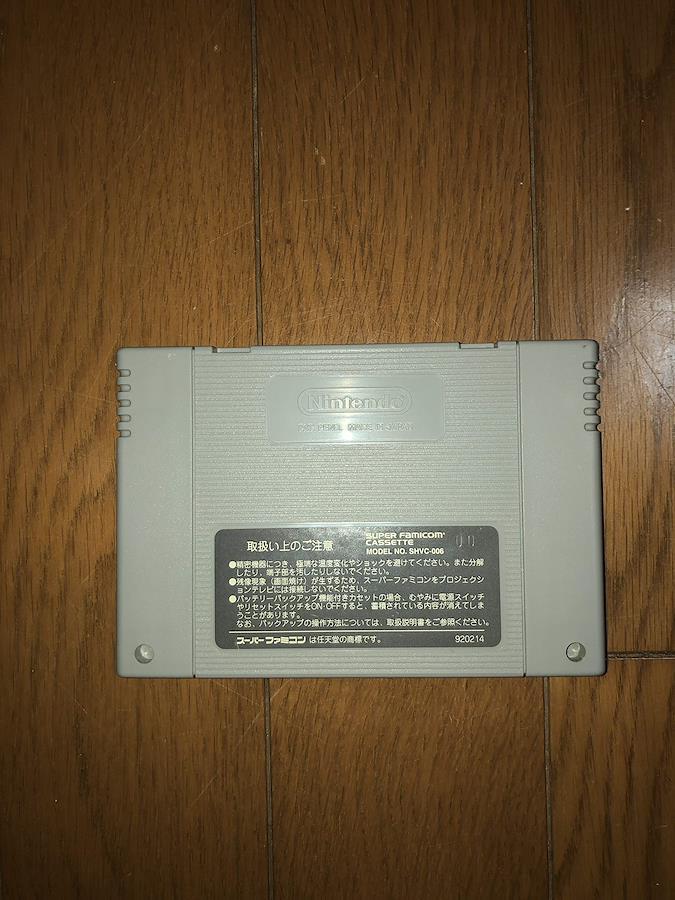 Nintendo
PAT. PEND. MADE IN JAPAN
取扱い上のご注意
SUPER FAMICOM
CASSETTE
MODEL NO. SHVC-006
●精密機器につき、極端な温度変化やショックを避けてください。また分解
したり、端子部を汚したりしないでください。
●残像現象(画面焼け)が生ずるため、スーパーファミコンをプロジェクシ
ョンテレビには接続しないでください。
●バッテリーバックアップ機能付きカセットの場合、むやみに電源スイッチ
やリセットスイッチをON・OFFすると、蓄積されている内容が消えてしま
うことがあります。
なお、バックアップの操作方法については、取扱説明書をご参照ください。
スーパーファミコン は任天堂の商標です。
920214